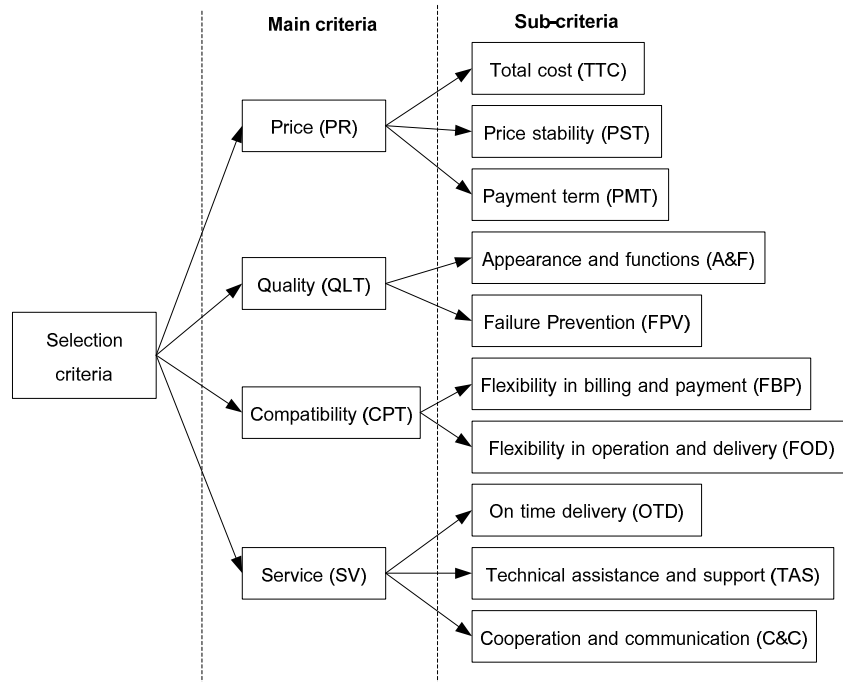 Main criteria
Sub-criteria
Selection
criteria
Price (PR)
Total cost (TTC)
Price stability (PST)
Payment term (PMT)
Quality (QLT)
Appearance and functions (A&F)
Failure Prevention (FPV)
Compatibility (CPT)
Flexibility in billing and payment (FBP)
Flexibility in operation and delivery (FOD)
Service (SV)
On time delivery (OTD)
Technical assistance and support (TAS)
Cooperation and communication (C&C)